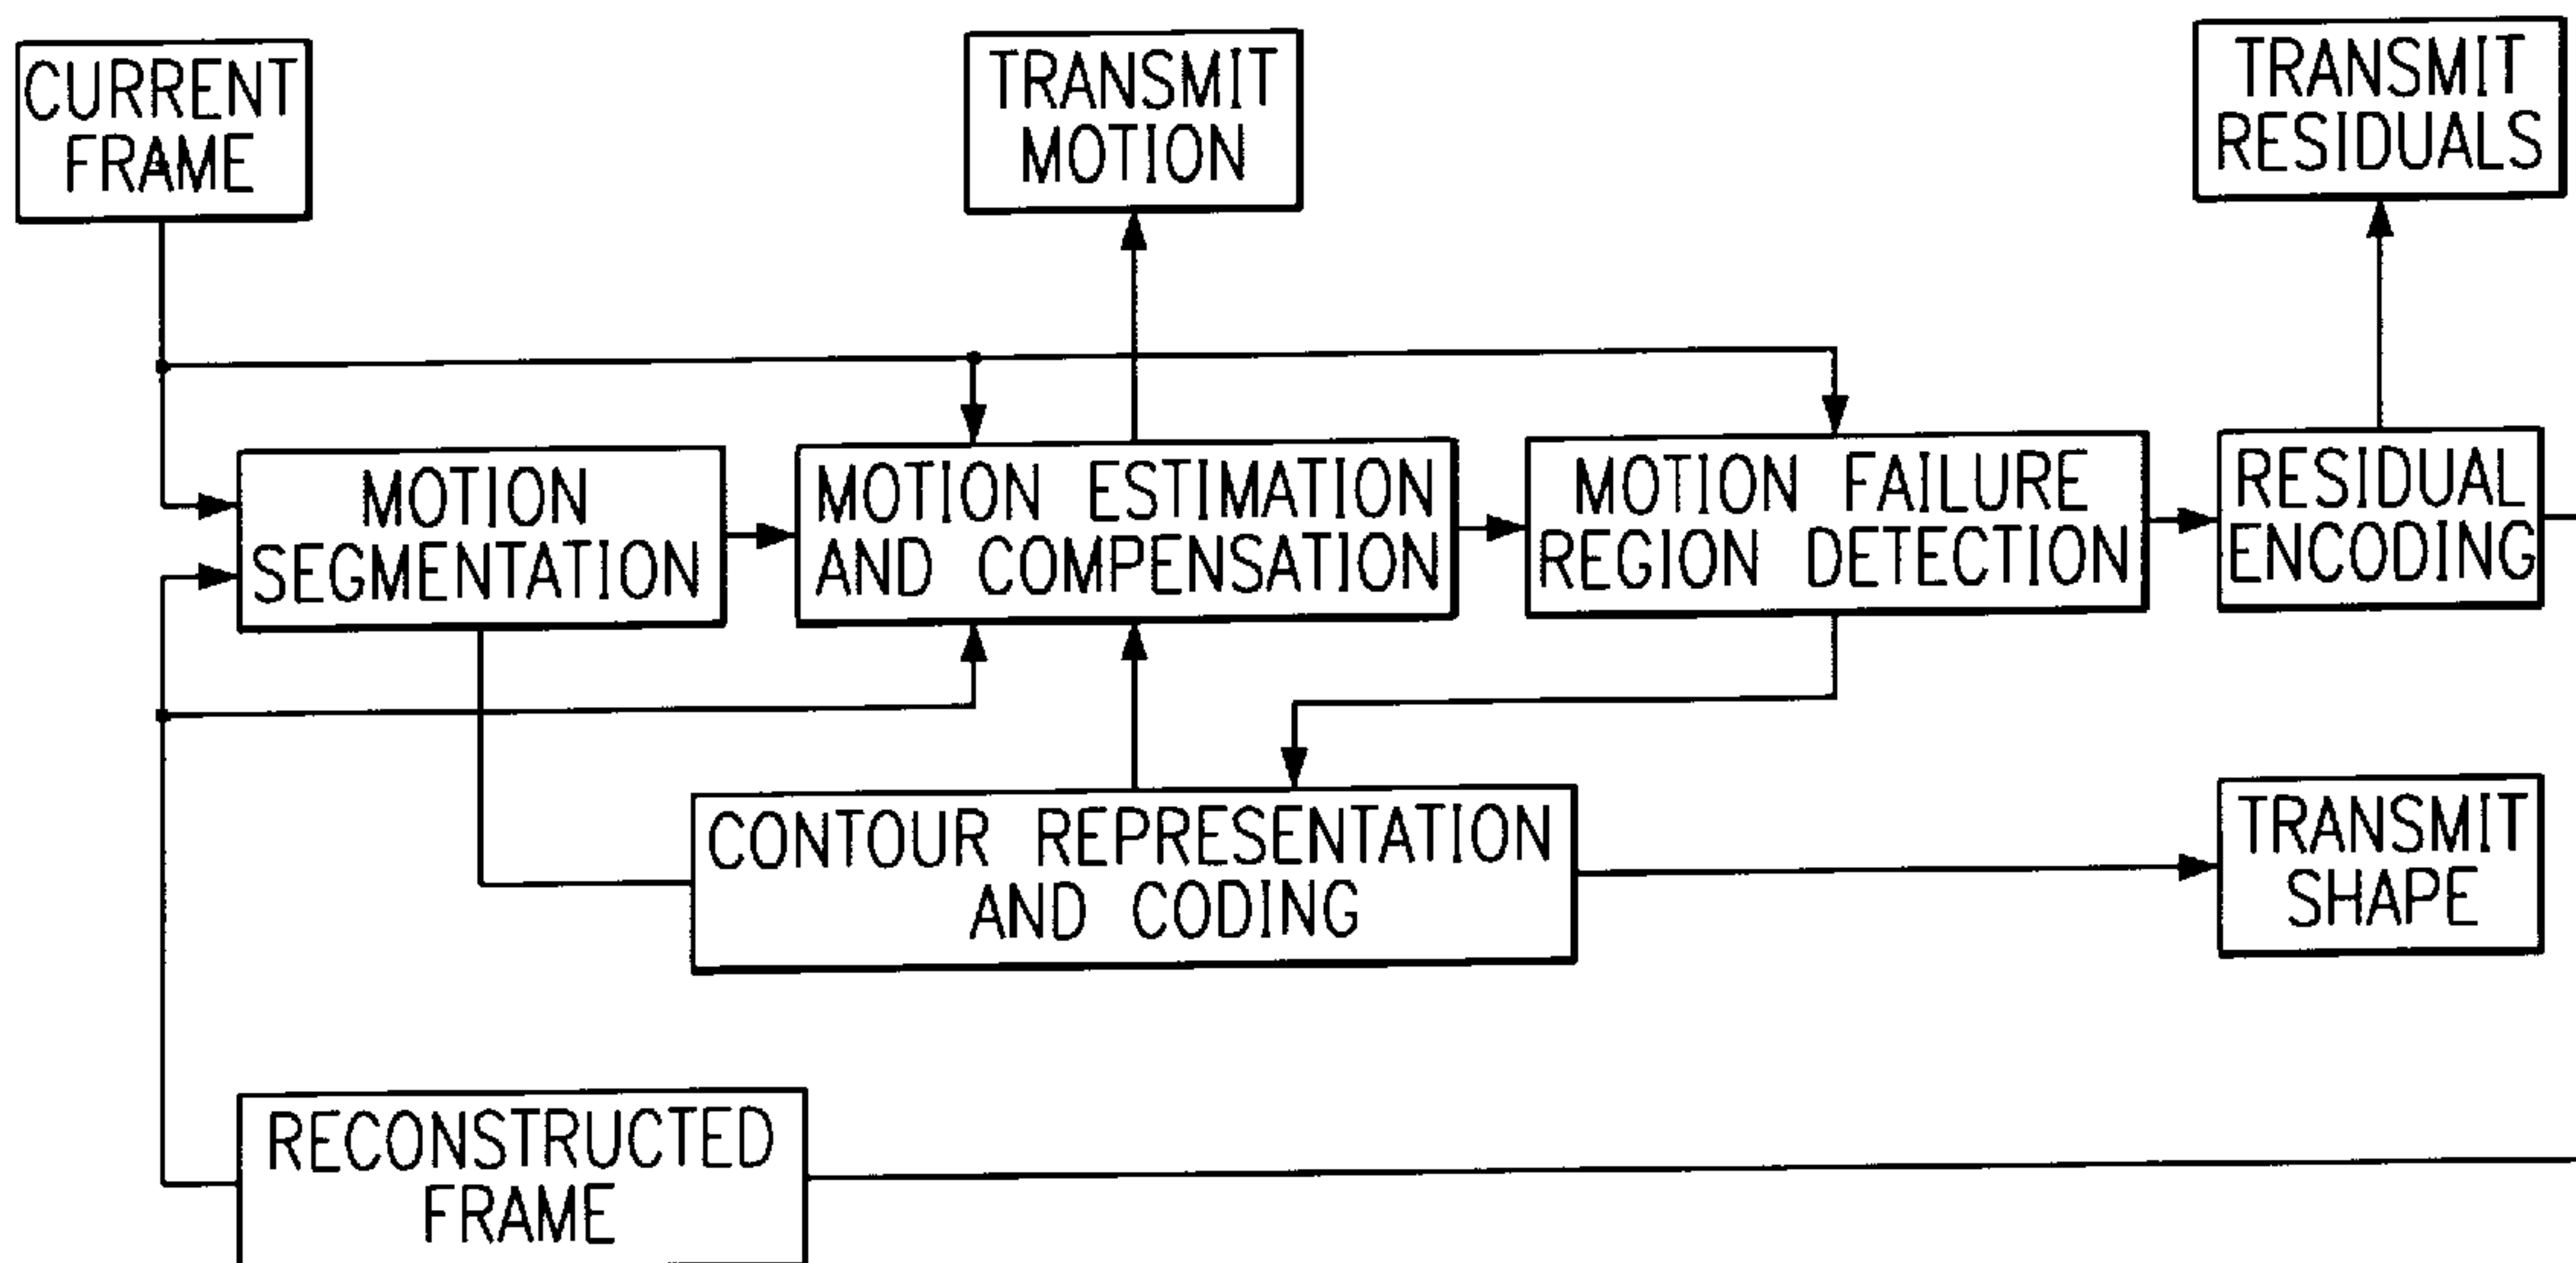 CURRENT
FRAME
TRANSMIT
MOTION
TRANSMIT
RESIDUALS
MOTION
SEGMENTATION
MOTION ESTIMATION
AND COMPENSATION
MOTION FAILURE
REGION DETECTION
RESIDUAL
ENCODING
CONTOUR REPRESENTATION
AND CODING
TRANSMIT
SHAPE
RECONSTRUCTED
FRAME